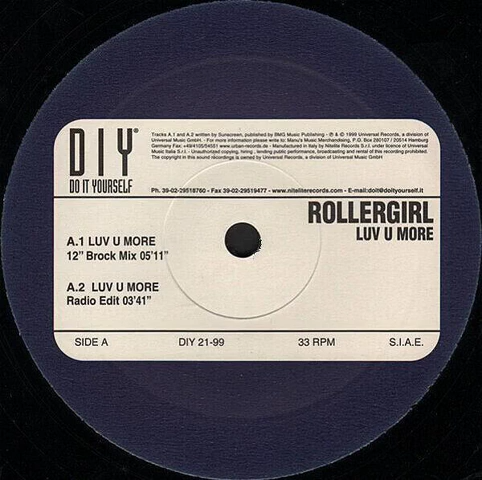 DIY®
DO IT YOURSELF
Tracks A.1 and A.2 written by Sunscreen, published by BMG Music Publishing - ℗ & © 1999 Universal Records, a division of
Universal Music GmbH. - For more information please write to: Manu's Music Merchandising, P.O. Box 260107 / 20514 Hamburg
Germany Fax: +49/4105/54551 www.urban-records.de - Manufactured in Italy by Nitelite Records S.r.l. under licence of Universal
Music Italia S.r.l. - Unauthorized copying, hiring, lending public performance, broadcasting and rental of this recording prohibited.
The copyright in this sound recordings is owned by Universal Records, a division of Universal Music GmbH
Ph. 39-02-29518760 - Fax 39-02-29519477 - www.niteliterecords.com - E-mail:doit@doityourself.it
ROLLERGIRL
LUV U MORE
A.1 LUV U MORE
12" Brock Mix 05'11"
A.2 LUV U MORE
Radio Edit 03'41"
SIDE A DIY 21-99 33 RPM S.I.A.E.